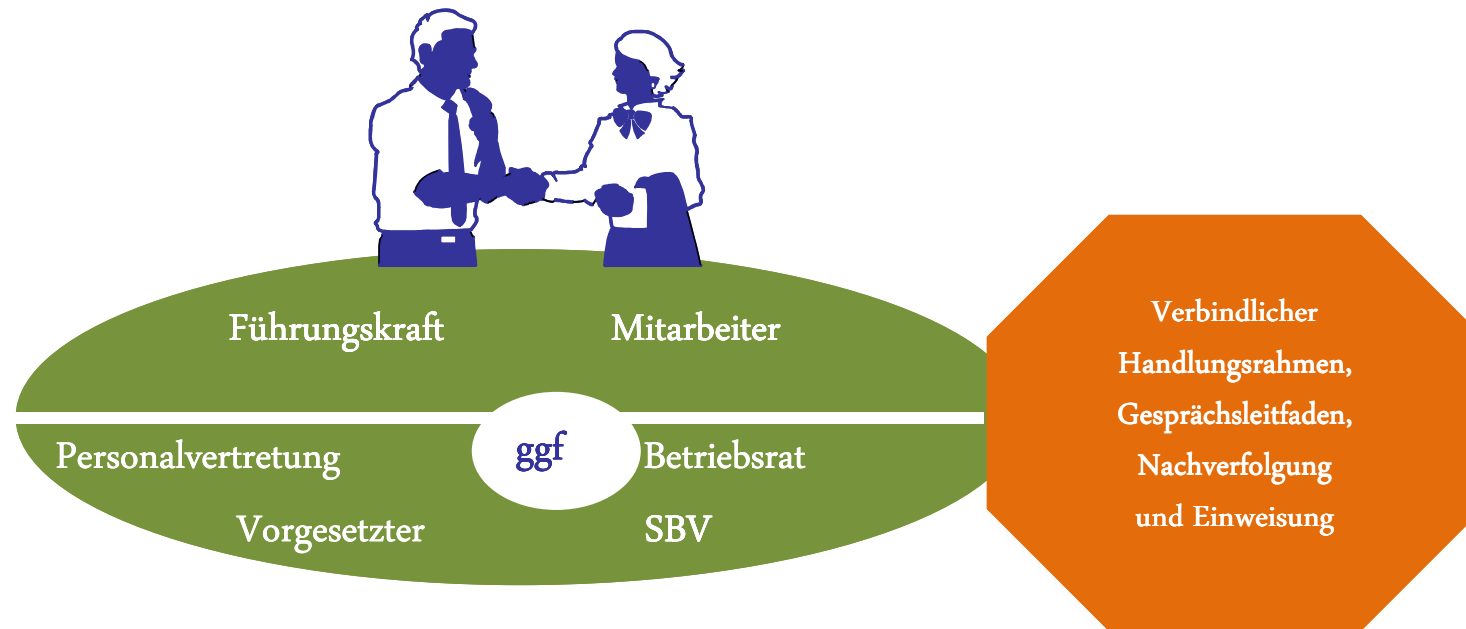 Führungskraft Mitarbeiter
Personalvertretung ggf Betriebsrat
Vorgesetzter SBV
Verbindlicher
Handlungsrahmen,
Gesprächsleitfaden,
Nachverfolgung
und Einweisung